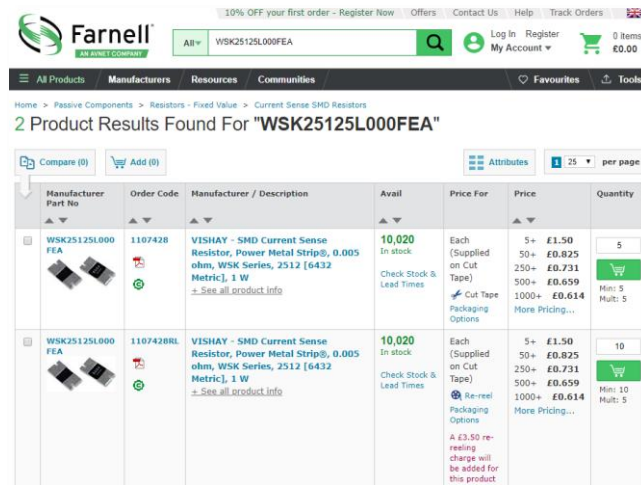 10% OFF your first order - Register Now Offers Contact Us Help Track Orders
Farnell
AN AVNET COMPANY
All WSK25125L000FEA
Log In Register
My Account
0 items
£0.00
All Products Manufacturers Resources Communities Favourites Tools
Home > Passive Components > Resistors - Fixed Value > Current Sense SMD Resistors
2 Product Results Found For "WSK25125L000FEA"
Compare (0) Add (0) Attributes 1 25 per page
Manufacturer Part No Order Code Manufacturer / Description Avail Price For Price Quantity
WSK25125L000
FEA
1107428
VISHAY - SMD Current Sense
Resistor, Power Metal Strip®, 0.005
ohm, WSK Series, 2512 [6432
Metric], 1 W
+ See all product info
10,020
In stock
Check Stock &
Lead Times
Each
(Supplied
on Cut
Tape)
Cut Tape
Packaging
Options
5+ £1.50
50+ £0.825
250+ £0.731
500+ £0.659
1000+ £0.614
More Pricing...
5
Min: 5
Mult: 5
WSK25125L000
FEA
1107428RL
VISHAY - SMD Current Sense
Resistor, Power Metal Strip®, 0.005
ohm, WSK Series, 2512 [6432
Metric], 1 W
+ See all product info
10,020
In stock
Check Stock &
Lead Times
Each
(Supplied
on Cut
Tape)
Re-reel
Packaging
Options
A £3.50 re-
reeling
charge will
be added for
this product
5+ £1.50
50+ £0.825
250+ £0.731
500+ £0.659
1000+ £0.614
More Pricing...
10
Min: 10
Mult: 5